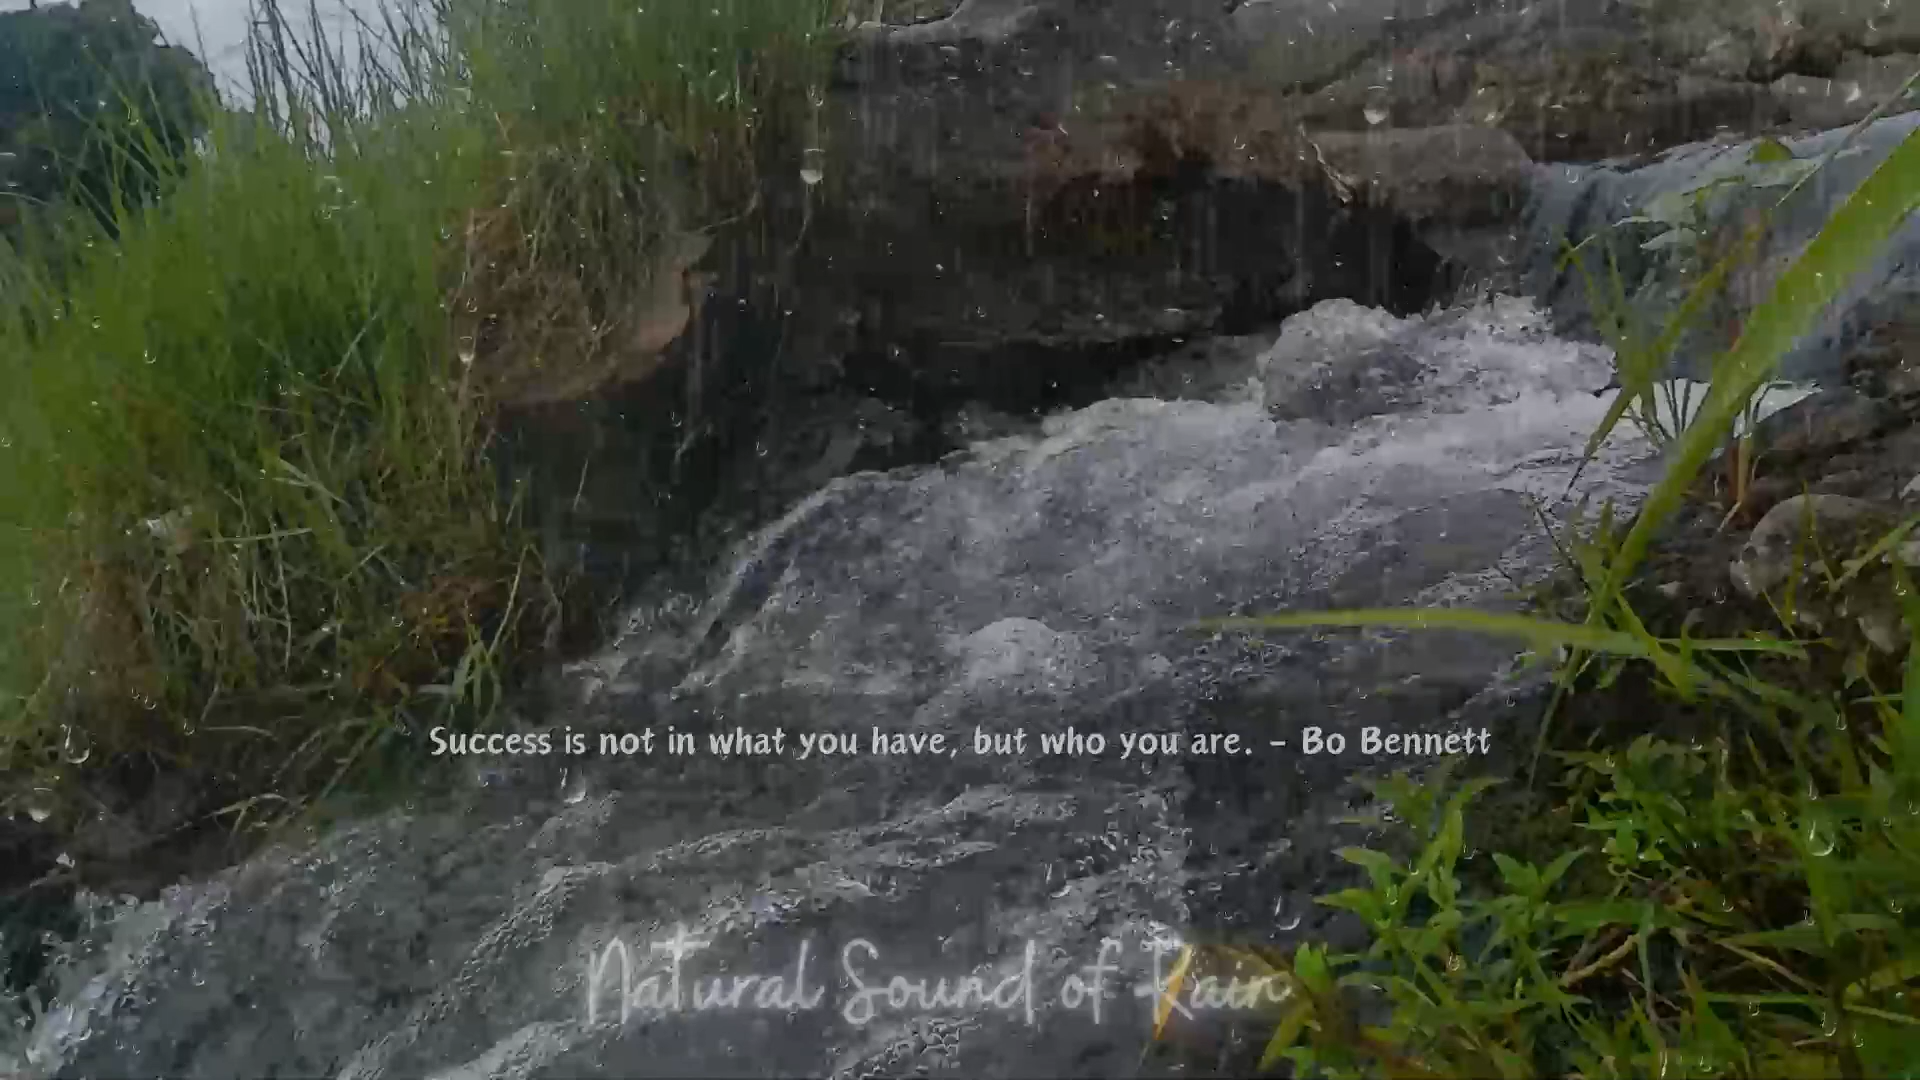 Success is not in what you have, but who you are. – Bo Bennett
Natural Sound of Rain